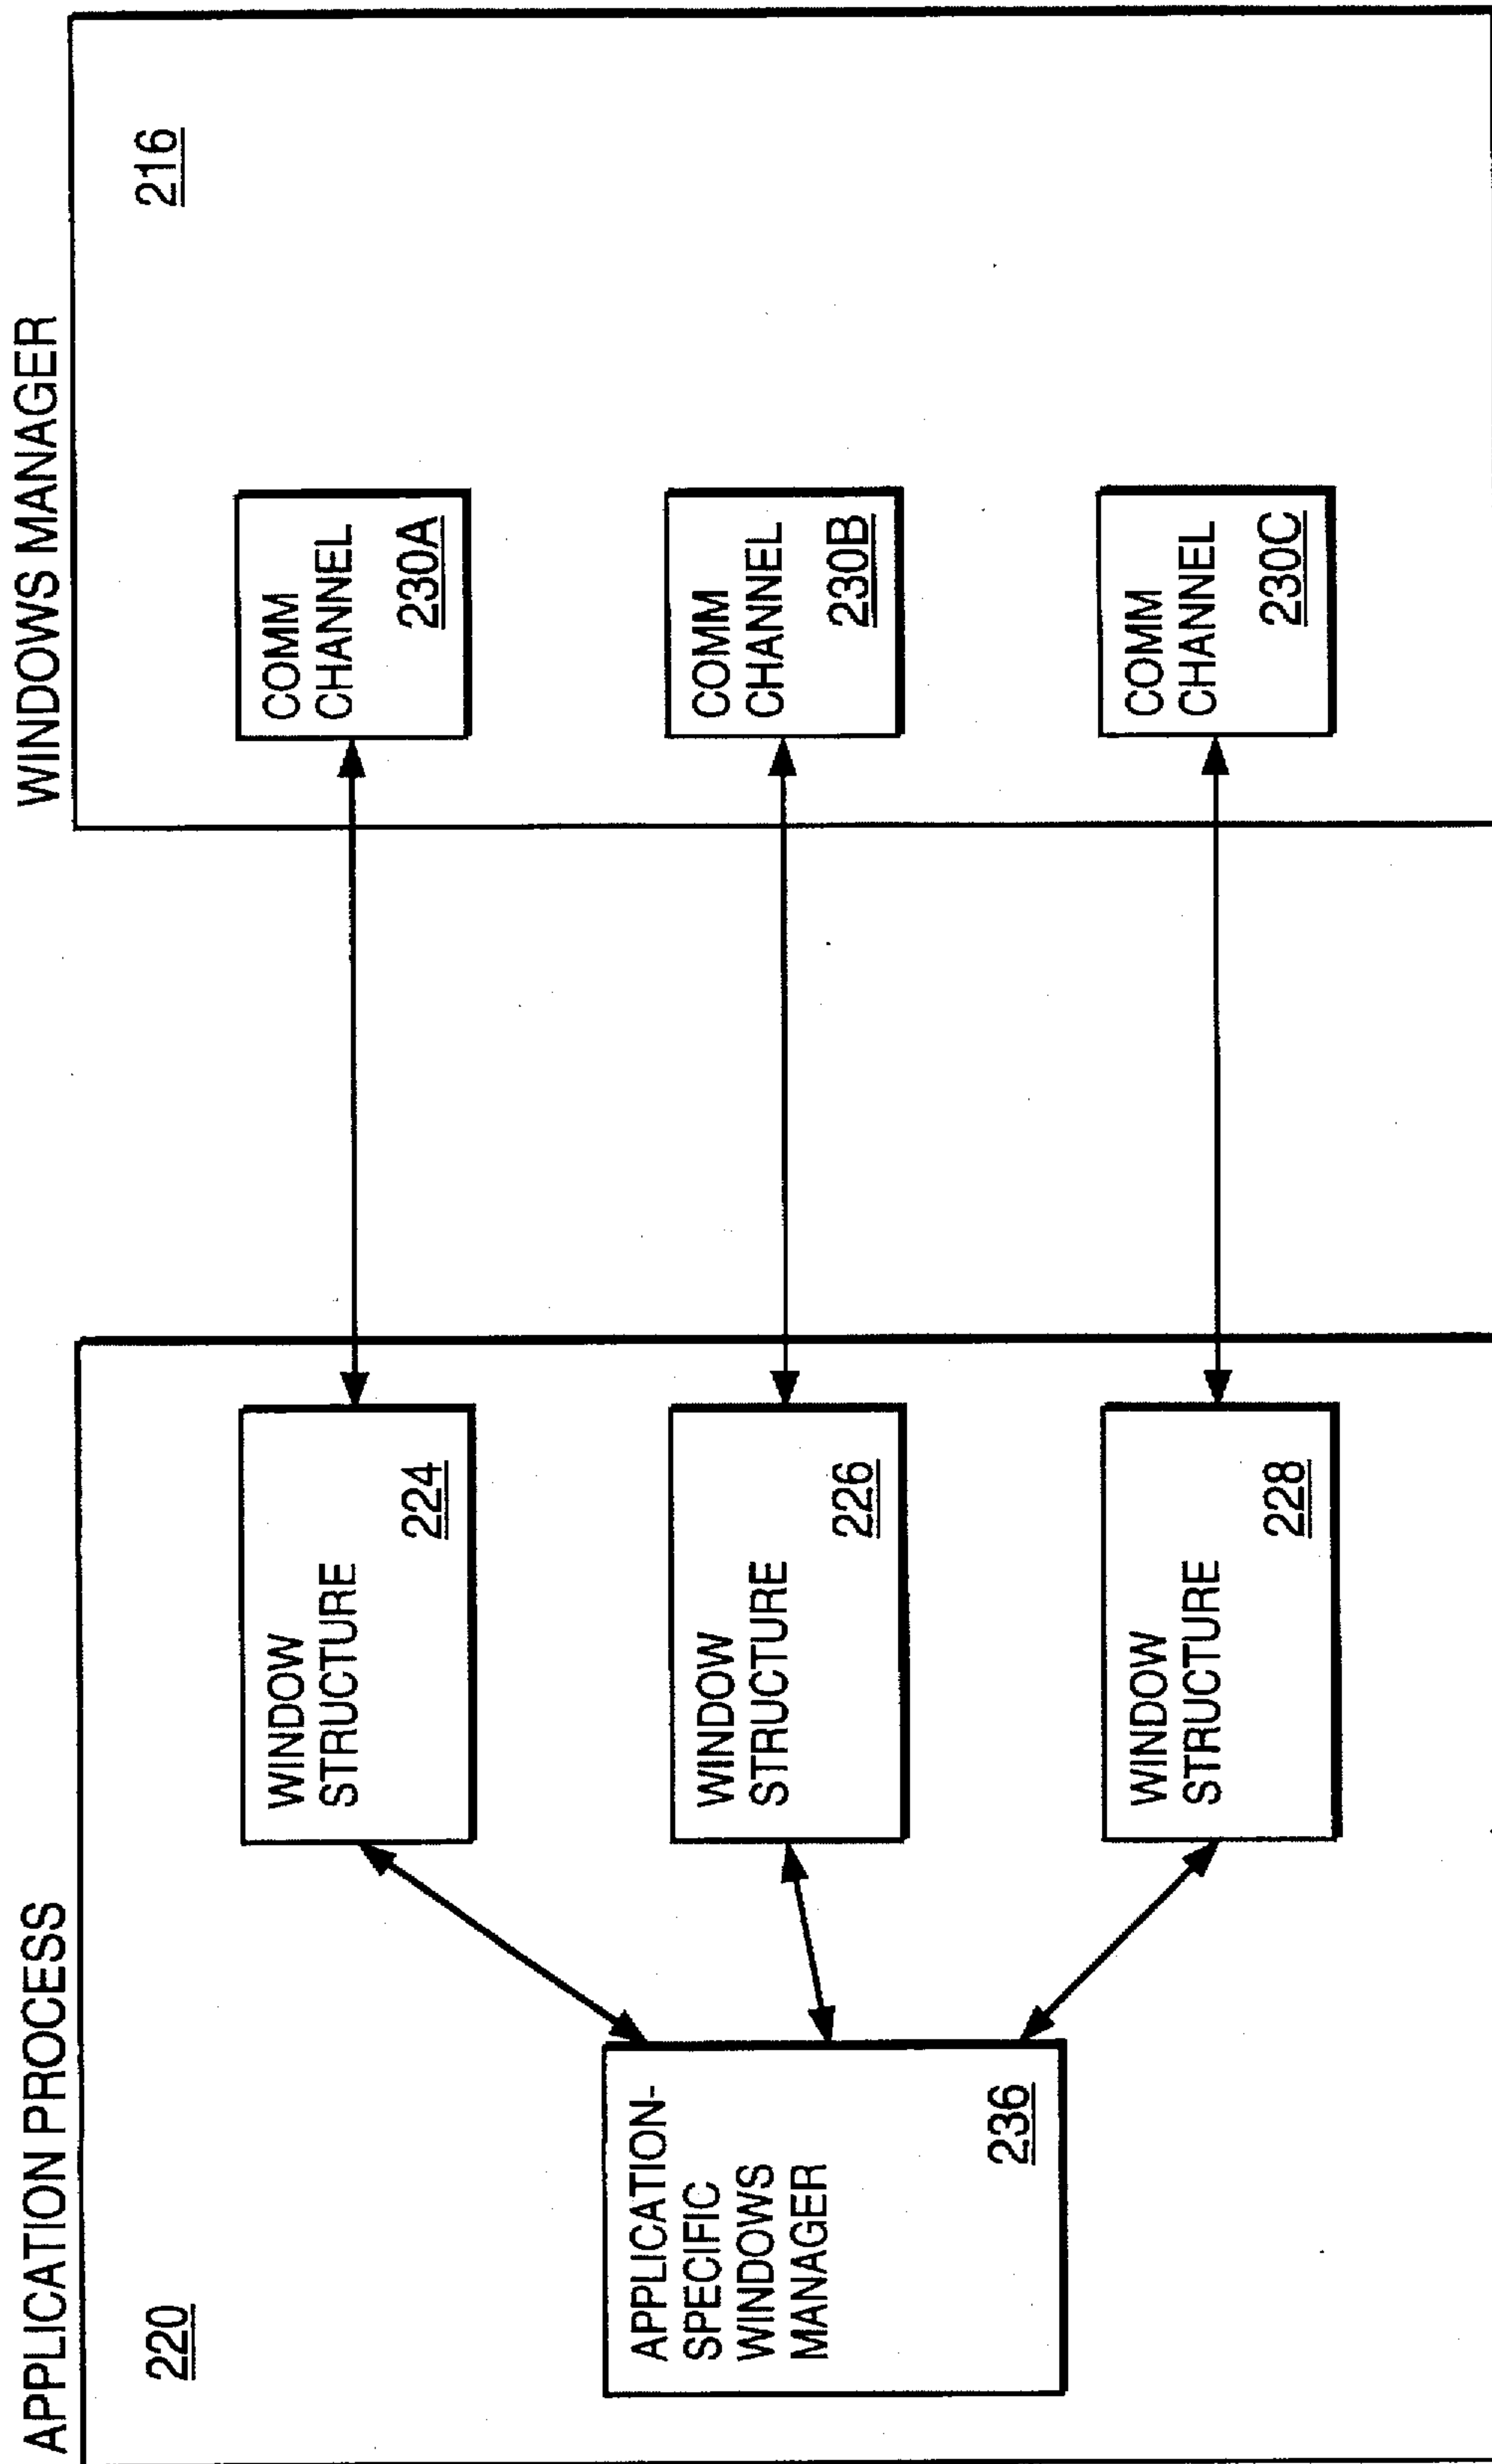 APPLICATION PROCESS
220
APPLICATION-
SPECIFIC
WINDOWS
MANAGER
236
WINDOW
STRUCTURE
224
WINDOW
STRUCTURE
226
WINDOW
STRUCTURE
228
WINDOWS MANAGER
216
COMM
CHANNEL
230A
COMM
CHANNEL
230B
COMM
CHANNEL
230C